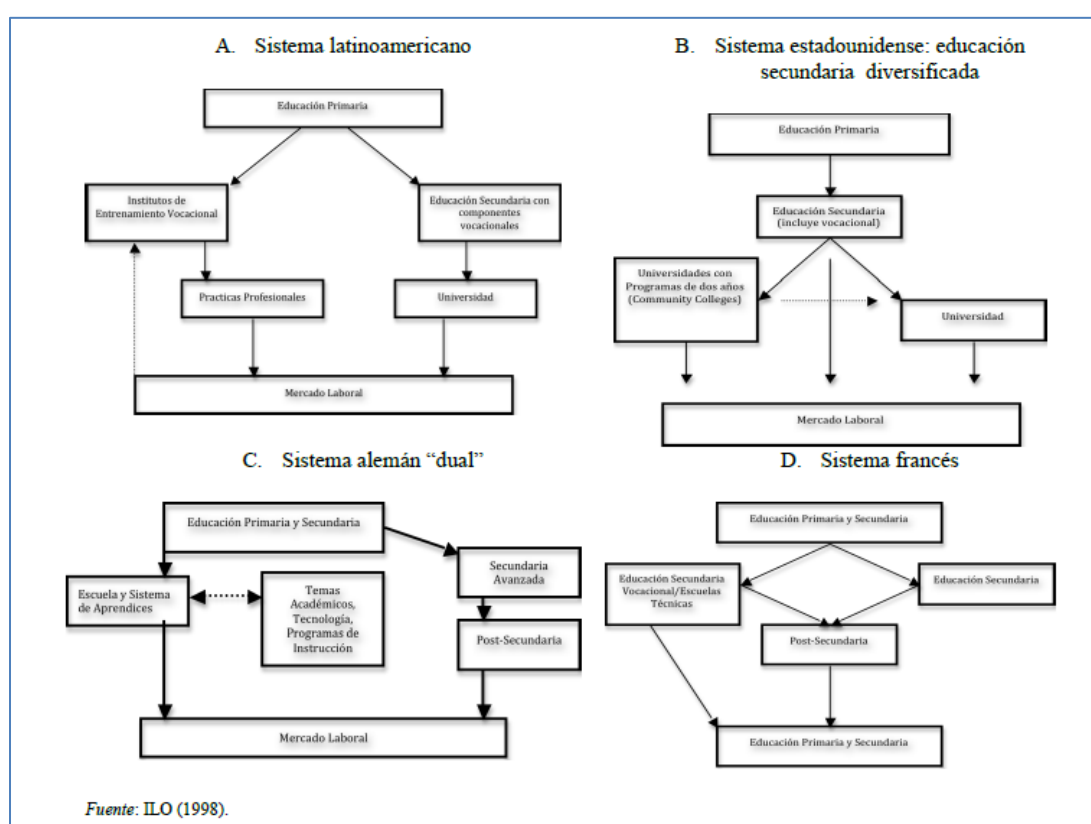 A. Sistema latinoamericano
Educación Primaria
Institutos de
Entrenamiento Vocacional
Educación Secundaria con
componentes
vocacionales
Practicas Profesionales
Universidad
Mercado Laboral
B. Sistema estadounidense: educación
secundaria diversificada
Educación Primaria
Educación Secundaria
(incluye vocacional)
Universidades con
Programas de dos años
(Community Colleges)
Universidad
Mercado Laboral
C. Sistema alemán “dual”
Educación Primaria y Secundaria
Secundaria
Avanzada
Escuela y Sistema
de Aprendices
Temas
Académicos,
Tecnología,
Programas de
Instrucción
Post-Secundaria
Mercado Laboral
D. Sistema francés
Educación Primaria y Secundaria
Educación Secundaria
Vocacional/Escuelas
Técnicas
Educación Secundaria
Post-Secundaria
Educación Primaria y Secundaria
Fuente: ILO (1998).